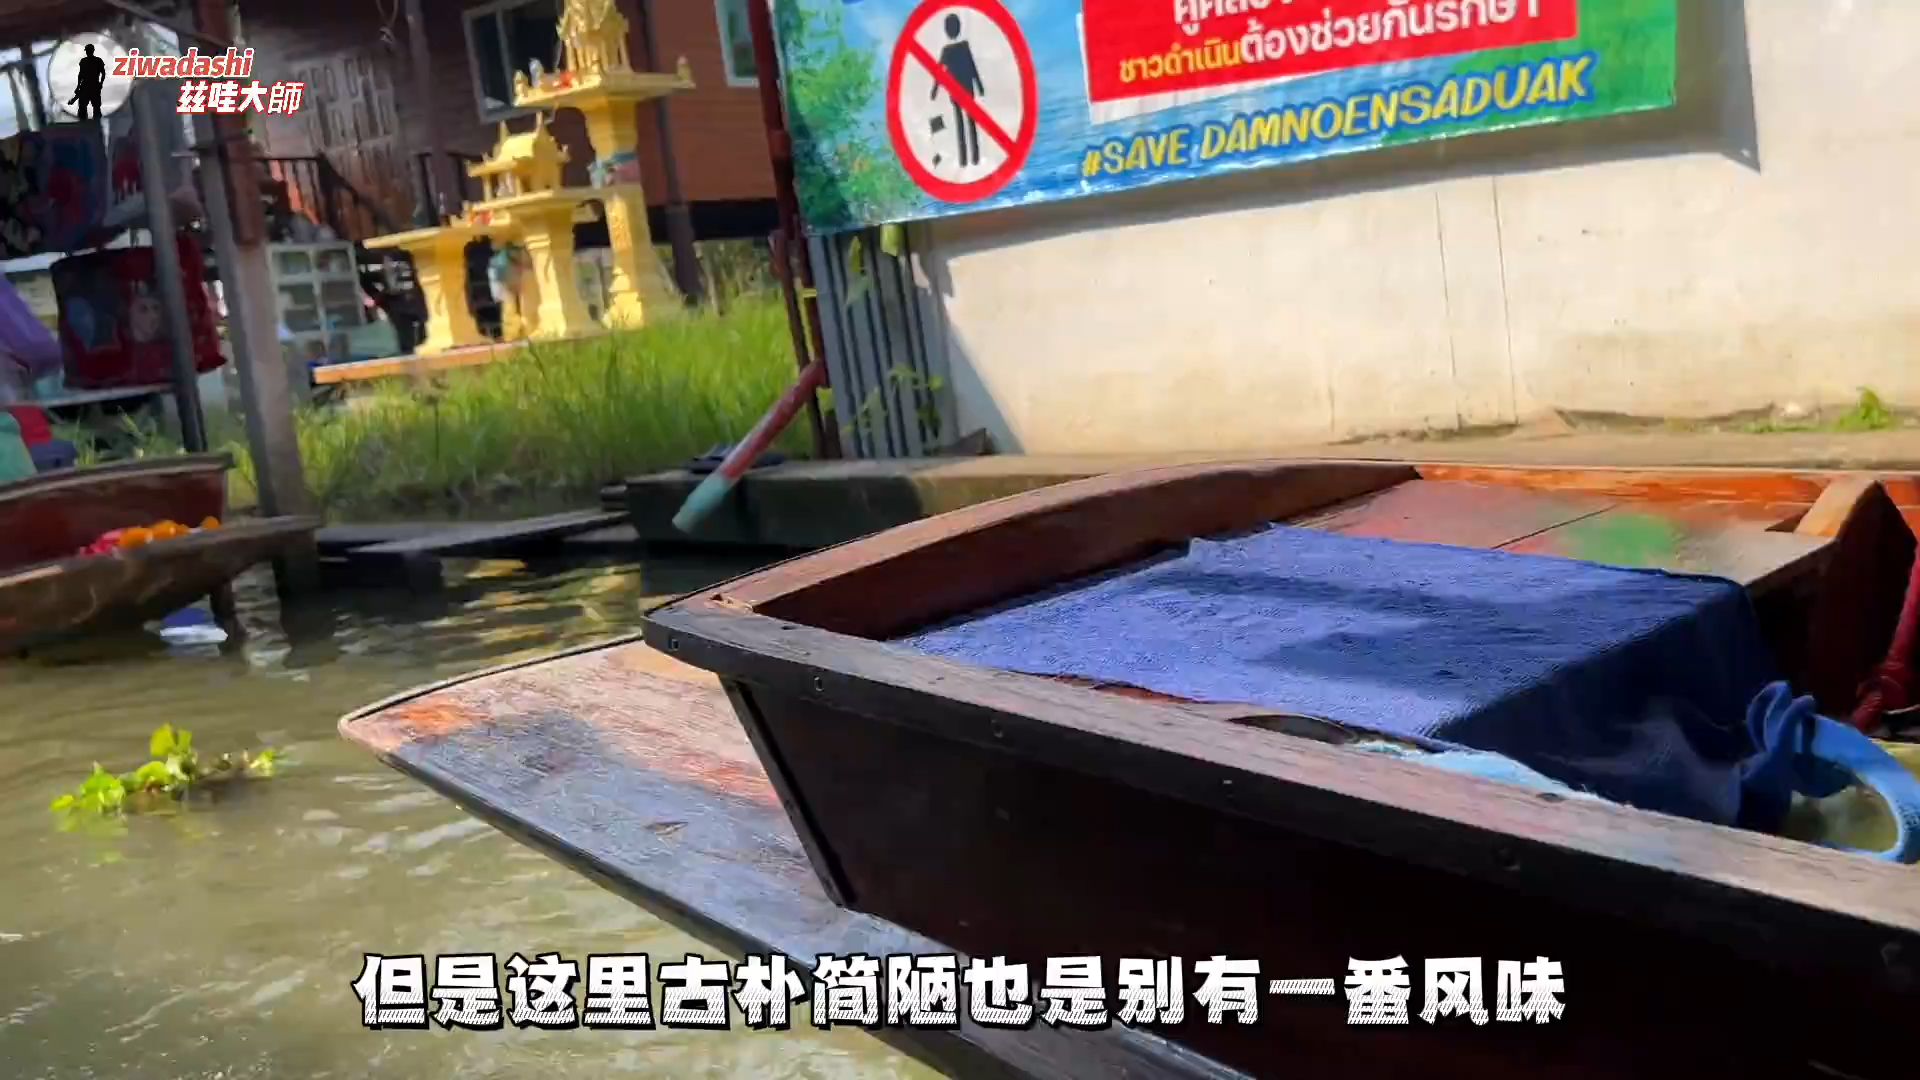 ziwadashi
兹哇大師
ชาวดำเนินต้องช่วยกันรักษา
#SAVE DAMNOENSADUAK
但是这里古朴简陋也是别有一番风味